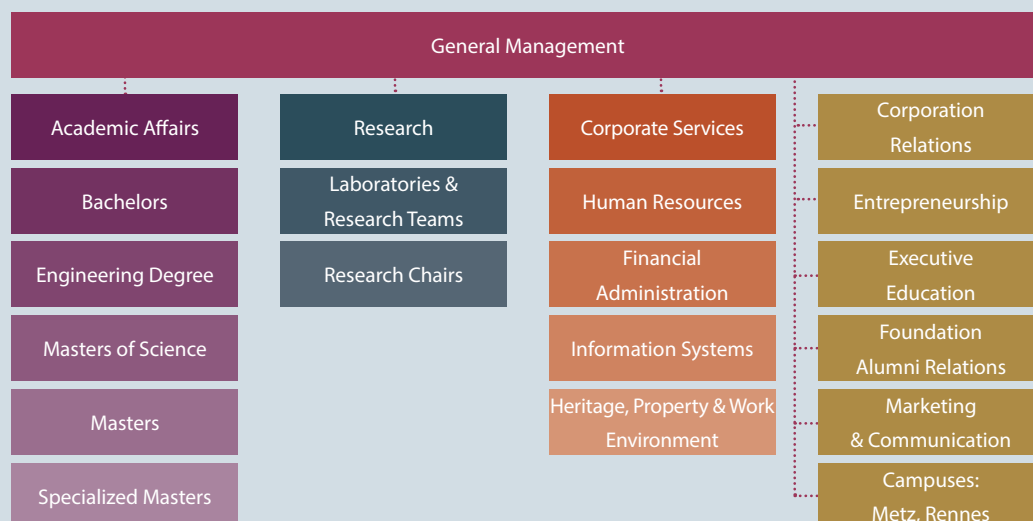 General Management
Academic Affairs
Bachelors
Engineering Degree
Masters of Science
Masters
Specialized Masters
Research
Laboratories &
Research Teams
Research Chairs
Corporate Services
Human Resources
Financial
Administration
Information Systems
Heritage, Property & Work
Environment
Corporation
Relations
Entrepreneurship
Executive
Education
Foundation
Alumni Relations
Marketing
& Communication
Campuses:
Metz, Rennes